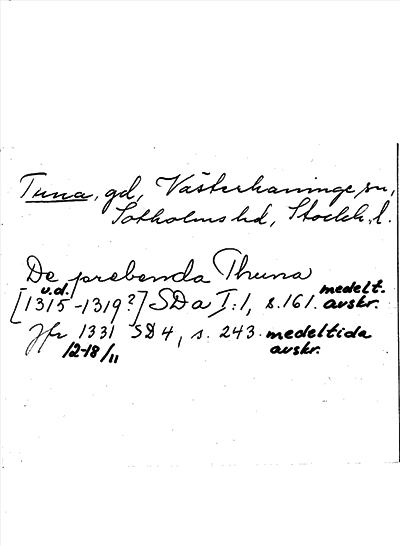 Tuna, gd, Västerhaninge sn,
Sotholms hd, Stockh. l.
De prebenda Thuna
u.d. medelt.
[1315-1319?] SDa I:1, s. 161. avskr.
Jfr 1331 SD 4, s. 243. medeltida
12-18/11 avskr.